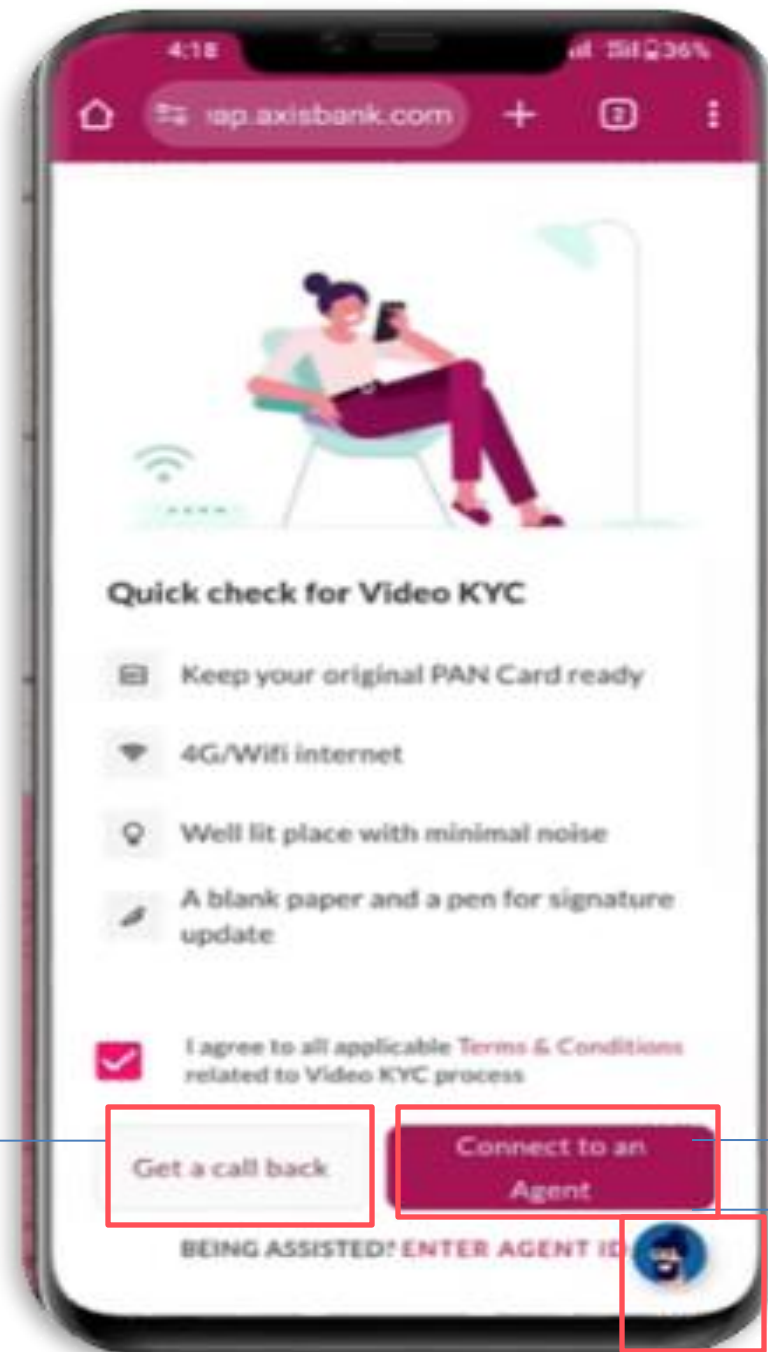 4:18 36%
ap.axisbank.com
2
Quick check for Video KYC
Keep your original PAN Card ready
4G/Wifi internet
Well lit place with minimal noise
A blank paper and a pen for signature
update
I agree to all applicable Terms & Conditions
related to Video KYC process
Get a call back
Connect to an
Agent
BEING ASSISTED? ENTER AGENT ID